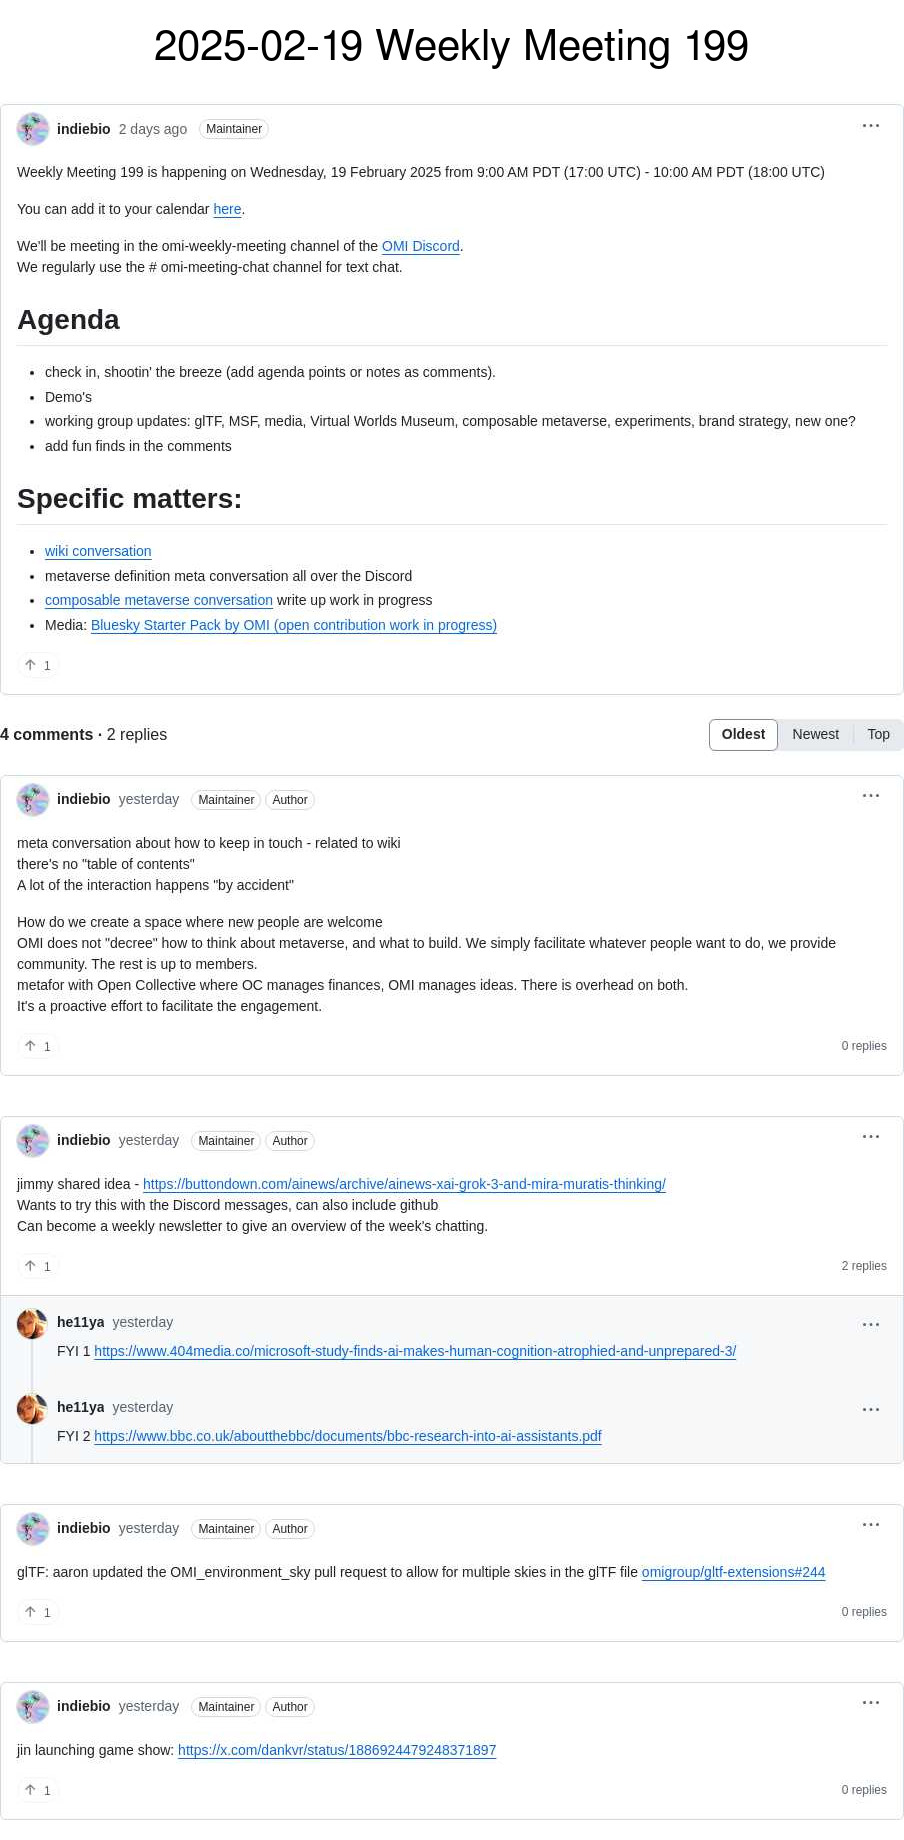 2025-02-19 Weekly Meeting 199
indiebio 2 days ago Maintainer
Weekly Meeting 199 is happening on Wednesday, 19 February 2025 from 9:00 AM PDT (17:00 UTC) - 10:00 AM PDT (18:00 UTC)
You can add it to your calendar here.
We'll be meeting in the omi-weekly-meeting channel of the OMI Discord.
We regularly use the # omi-meeting-chat channel for text chat.
Agenda
• check in, shootin' the breeze (add agenda points or notes as comments).
• Demo's
• working group updates: glTF, MSF, media, Virtual Worlds Museum, composable metaverse, experiments, brand strategy, new one?
• add fun finds in the comments
Specific matters:
• wiki conversation
• metaverse definition meta conversation all over the Discord
• composable metaverse conversation write up work in progress
• Media: Bluesky Starter Pack by OMI (open contribution work in progress)
↑ 1
4 comments · 2 replies
Oldest Newest Top
indiebio yesterday Maintainer Author
meta conversation about how to keep in touch - related to wiki
there's no "table of contents"
A lot of the interaction happens "by accident"
How do we create a space where new people are welcome
OMI does not "decree" how to think about metaverse, and what to build. We simply facilitate whatever people want to do, we provide
community. The rest is up to members.
metafor with Open Collective where OC manages finances, OMI manages ideas. There is overhead on both.
It's a proactive effort to facilitate the engagement.
↑ 1 0 replies
indiebio yesterday Maintainer Author
jimmy shared idea - https://buttondown.com/ainews/archive/ainews-xai-grok-3-and-mira-muratis-thinking/
Wants to try this with the Discord messages, can also include github
Can become a weekly newsletter to give an overview of the week's chatting.
↑ 1 2 replies
he11ya yesterday
FYI 1 https://www.404media.co/microsoft-study-finds-ai-makes-human-cognition-atrophied-and-unprepared-3/
he11ya yesterday
FYI 2 https://www.bbc.co.uk/aboutthebbc/documents/bbc-research-into-ai-assistants.pdf
indiebio yesterday Maintainer Author
glTF: aaron updated the OMI_environment_sky pull request to allow for multiple skies in the glTF file omigroup/gltf-extensions#244
↑ 1 0 replies
indiebio yesterday Maintainer Author
jin launching game show: https://x.com/dankvr/status/1886924479248371897
↑ 1 0 replies